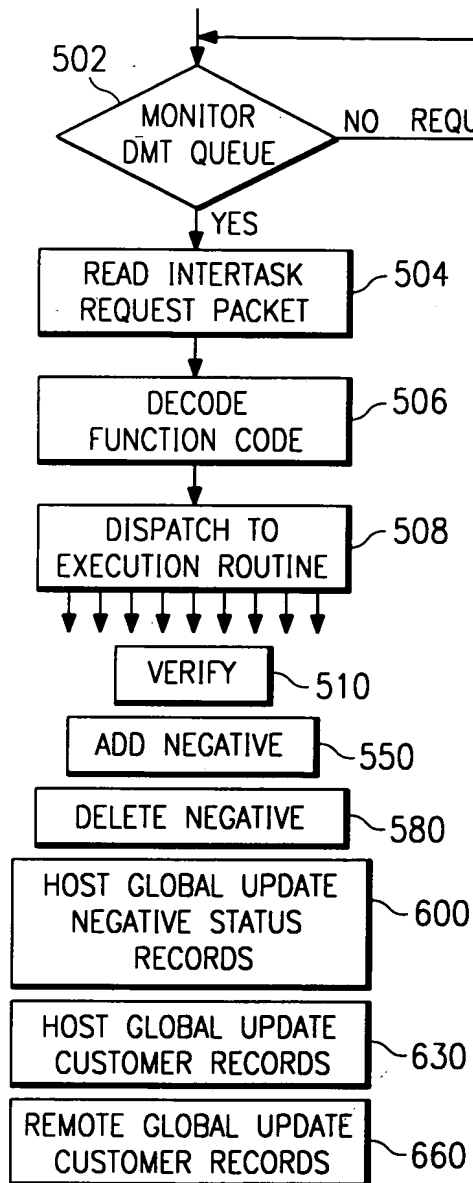 502
MONITOR
DMT QUEUE
NO REQU
YES
READ INTERTASK
REQUEST PACKET
504
DECODE
FUNCTION CODE
506
DISPATCH TO
EXECUTION ROUTINE
508
VERIFY
510
ADD NEGATIVE
550
DELETE NEGATIVE
580
HOST GLOBAL UPDATE
NEGATIVE STATUS
RECORDS
600
HOST GLOBAL UPDATE
CUSTOMER RECORDS
630
REMOTE GLOBAL UPDATE
CUSTOMER RECORDS
660